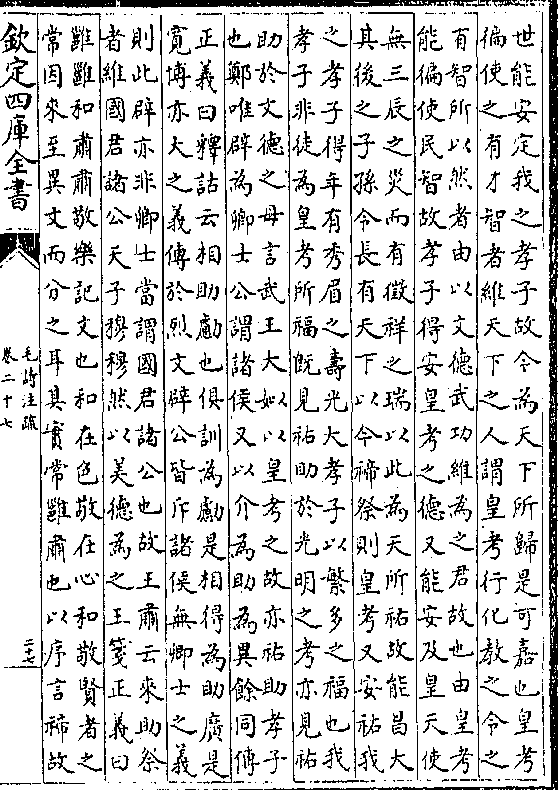 世能安定我之孝子故令為天下所歸是可嘉也皇考
徧使之有才智者維天下之人謂皇考行化教之令之
有智所以然者由以文德武功維為之君故也由皇考
能徧使民智故孝子得安皇考之德又能安及皇天使
無三辰之災而有徵祥之瑞以此為天所祐故能昌大
其後之子孫令長有天下以今禘祭則皇考又安祐我
之孝子得年有秀眉之壽光大孝子以繁多之福也我
孝子非徒為皇考所福既見祐助於光明之考亦見祐
助於文德之母言武王大姒以皇考之故亦祐助孝子
也鄭唯辟為卿士公謂諸侯又以介為助為異餘同傳
正義曰釋詁云相助勴也俱訓為勴是相得為助廣是
寛博亦大之義傳於烈文辟公皆斥諸侯無卿士之義
則此辟亦非卿士當謂國君諸公也故王肅云來助祭
者維國君諸公天子穆穆然以美德為之王箋正義曰
雝雝和肅肅敬樂記文也和在色敬在心和敬賢者之
常因來至異文而分之耳其實常雝肅也以序言禘故
欽定四庫全書
毛詩注疏
卷二十七
二十七